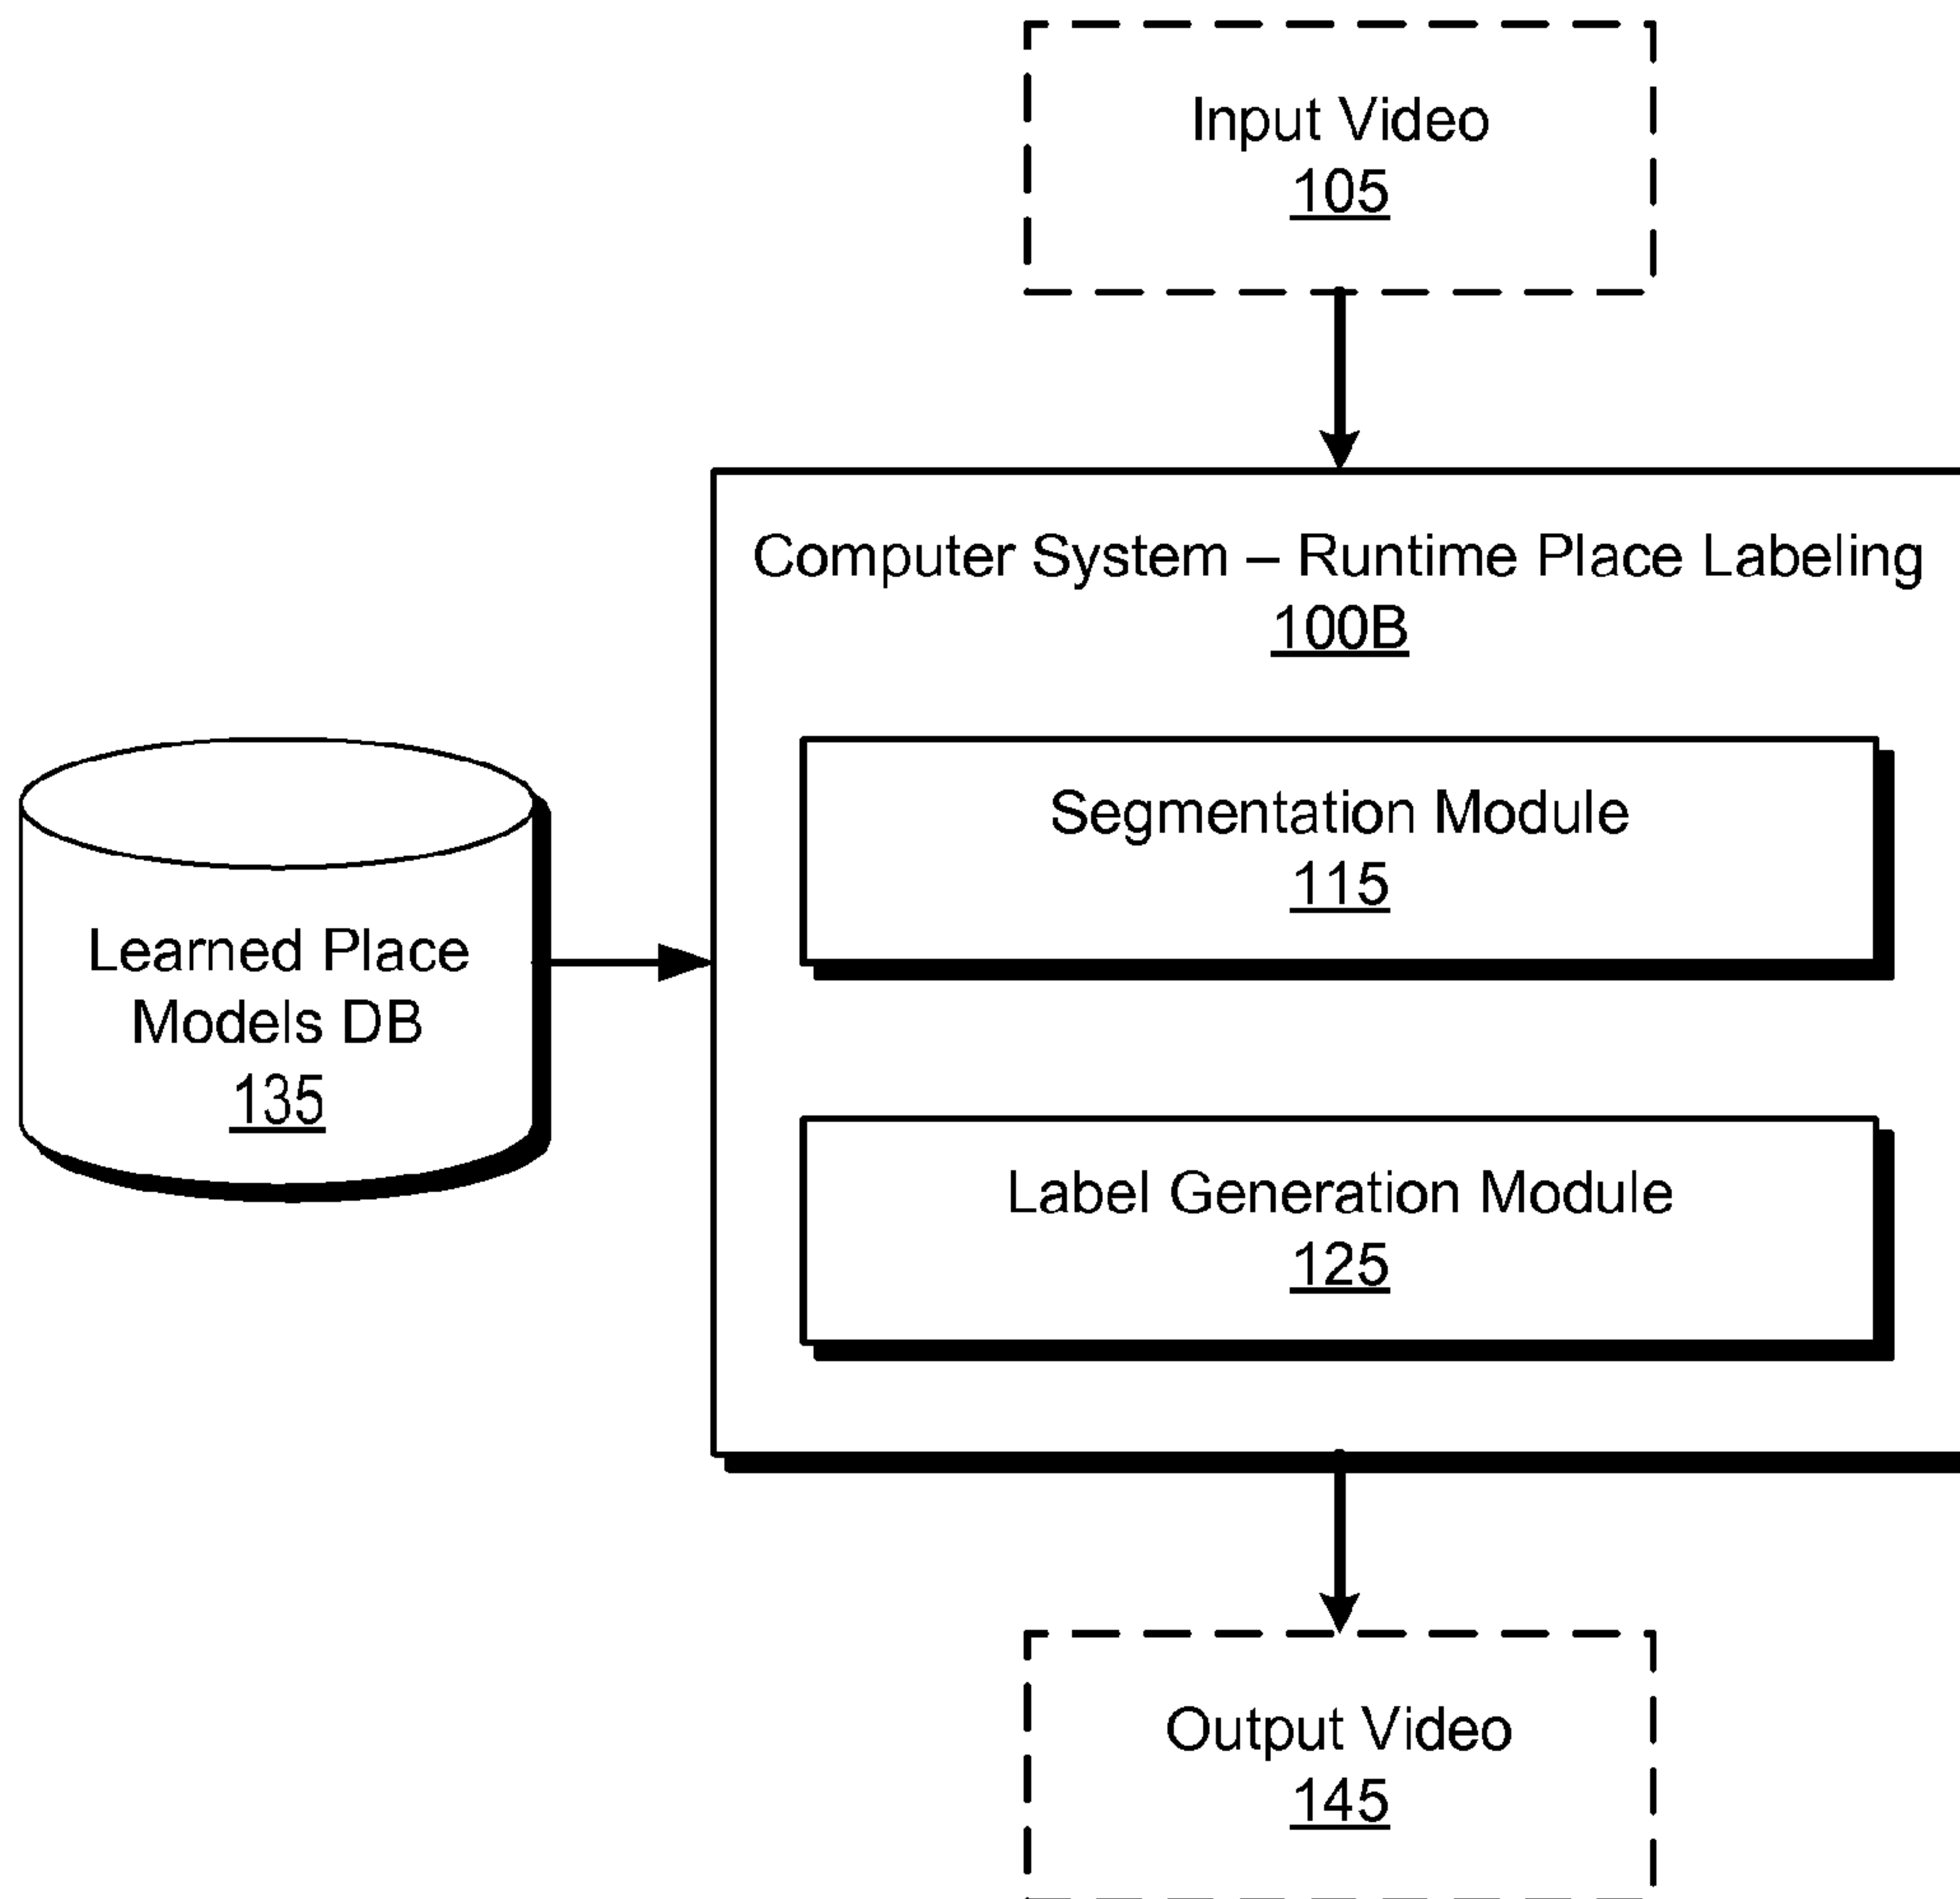 Input Video
105
Computer System – Runtime Place Labeling
100B
Segmentation Module
115
Learned Place
Models DB
135
Label Generation Module
125
Output Video
145